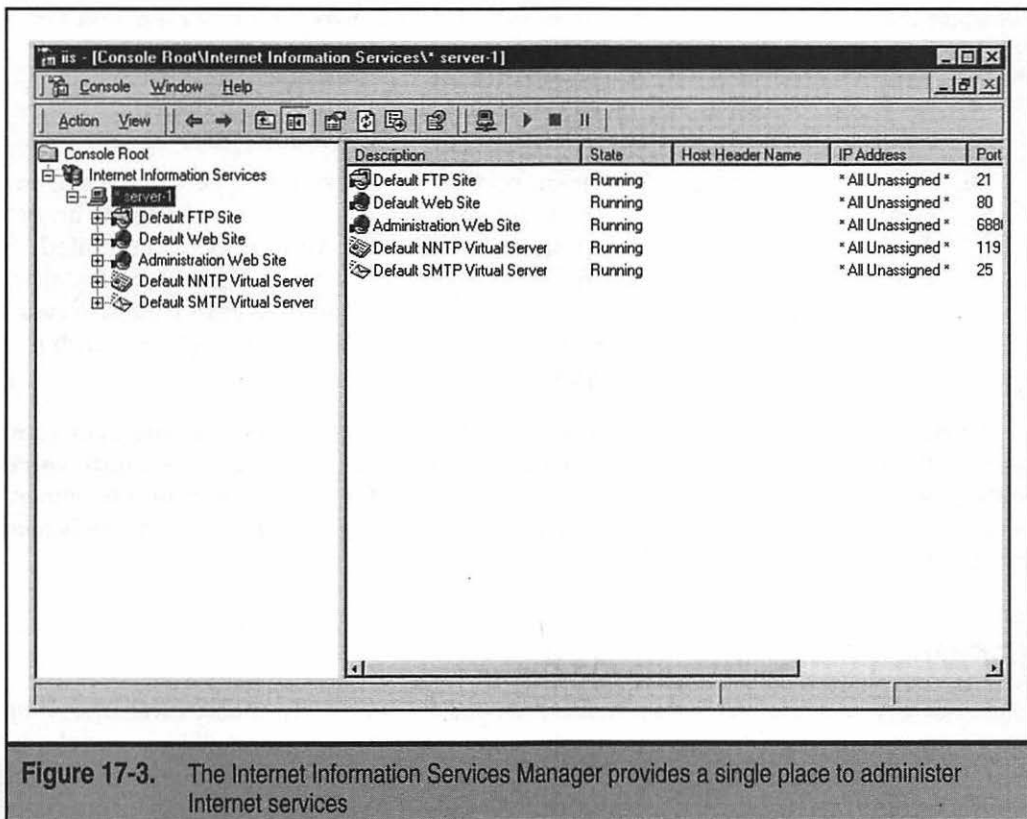 iis - [Console Root\Internet Information Services\* server-1]
Console Window Help
Action View
Console Root
Internet Information Services
* server-1
Default FTP Site
Default Web Site
Administration Web Site
Default NNTP Virtual Server
Default SMTP Virtual Server
Description State Host Header Name IP Address Port
Default FTP Site Running * All Unassigned * 21
Default Web Site Running * All Unassigned * 80
Administration Web Site Running * All Unassigned *
Default NNTP Virtual Server Running * All Unassigned * 119
Default SMTP Virtual Server Running * All Unassigned * 25
Figure 17-3. The Internet Information Services Manager provides a single place to administer
Internet services